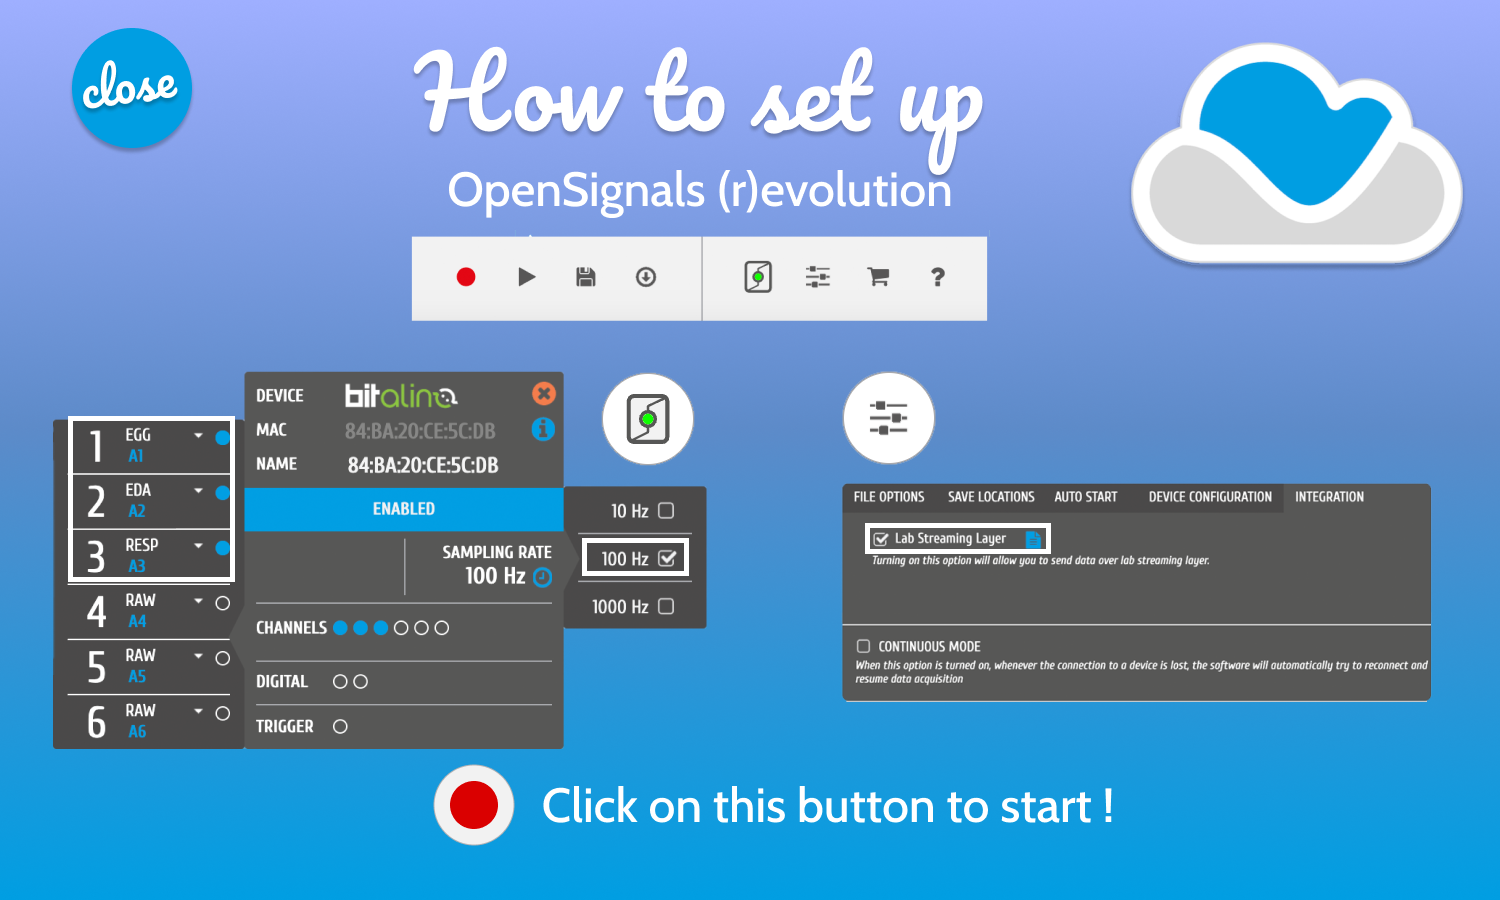 close
How to set up
OpenSignals (r)evolution
?
1 EGG
A1
2 EDA
A2
3 RESP
A3
4 RAW
A4
5 RAW
A5
6 RAW
A6
DEVICE bitalino
MAC 84:BA:20:CE:5C:DB
NAME 84:BA:20:CE:5C:DB
ENABLED
SAMPLING RATE
100 Hz
CHANNELS
DIGITAL
TRIGGER
10 Hz
100 Hz
1000 Hz
FILE OPTIONS SAVE LOCATIONS AUTO START DEVICE CONFIGURATION INTEGRATION
Lab Streaming Layer
Turning on this option will allow you to send data over lab streaming layer.
CONTINUOUS MODE
When this option is turned on, whenever the connection to a device is lost, the software will automatically try to reconnect and
resume data acquisition
Click on this button to start !